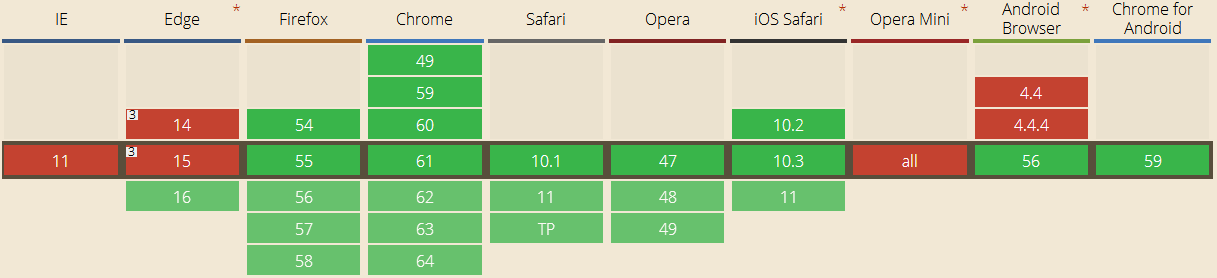 IE Edge * Firefox Chrome Safari Opera iOS Safari * Opera Mini * Android Browser * Chrome for Android
49
59 4.4
3 14 54 60 10.2 4.4.4
11 3 15 55 61 10.1 47 10.3 all 56 59
16 56 62 11 48 11
57 63 TP 49
58 64